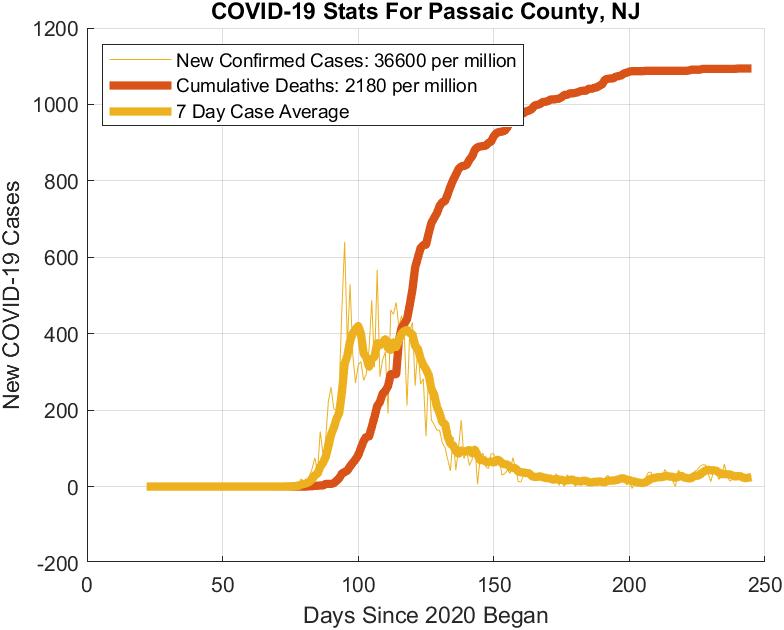 COVID-19 Stats For Passaic County, NJ
1200
1000
800
600
400
200
0
-200
New Confirmed Cases: 36600 per million
Cumulative Deaths: 2180 per million
7 Day Case Average
New COVID-19 Cases
0 50 100 150 200 250
Days Since 2020 Began